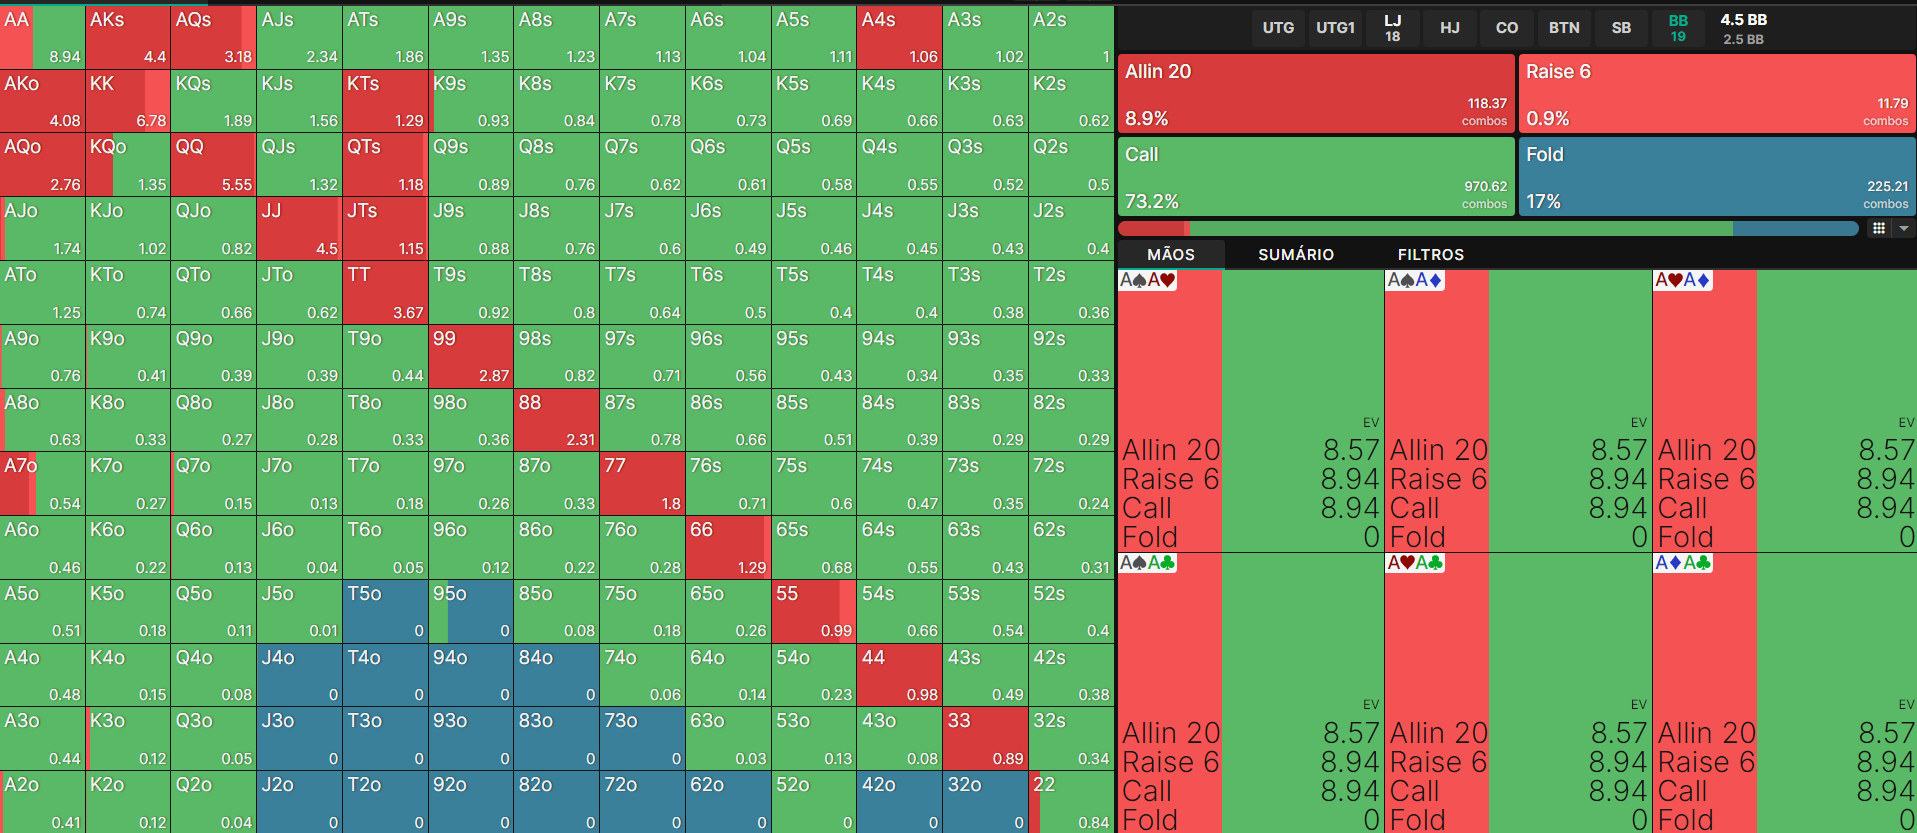 AA AKs AQs AJs ATs A9s A8s A7s A6s A5s A4s A3s A2s
8.94 4.4 3.18 2.34 1.86 1.35 1.23 1.13 1.04 1.11 1.06 1.02 1
AKo KK KQs KJs KTs K9s K8s K7s K6s K5s K4s K3s K2s
4.08 6.78 1.89 1.56 1.29 0.93 0.84 0.78 0.73 0.69 0.66 0.63 0.62
AQo KQo QQ QJs QTs Q9s Q8s Q7s Q6s Q5s Q4s Q3s Q2s
2.76 1.35 5.55 1.32 1.18 0.89 0.76 0.62 0.61 0.58 0.55 0.52 0.5
AJo KJo QJo JJ JTs J9s J8s J7s J6s J5s J4s J3s J2s
1.74 1.02 0.82 4.5 1.15 0.88 0.76 0.6 0.49 0.46 0.45 0.43 0.4
ATo KTo QTo JTo TT T9s T8s T7s T6s T5s T4s T3s T2s
1.25 0.74 0.66 0.62 3.67 0.92 0.8 0.64 0.5 0.4 0.4 0.38 0.36
A9o K9o Q9o J9o T9o 99 98s 97s 96s 95s 94s 93s 92s
0.76 0.41 0.39 0.39 0.44 2.87 0.82 0.71 0.56 0.43 0.34 0.35 0.33
A8o K8o Q8o J8o T8o 98o 88 87s 86s 85s 84s 83s 82s
0.63 0.33 0.27 0.28 0.33 0.36 2.31 0.78 0.66 0.51 0.39 0.29 0.29
A7o K7o Q7o J7o T7o 97o 87o 77 76s 75s 74s 73s 72s
0.54 0.27 0.15 0.13 0.18 0.26 0.33 1.8 0.71 0.6 0.47 0.35 0.24
A6o K6o Q6o J6o T6o 96o 86o 76o 66 65s 64s 63s 62s
0.46 0.22 0.13 0.04 0.05 0.12 0.22 0.28 1.29 0.68 0.55 0.43 0.31
A5o K5o Q5o J5o T5o 95o 85o 75o 65o 55 54s 53s 52s
0.51 0.18 0.11 0.01 0 0 0.08 0.18 0.26 0.99 0.66 0.54 0.4
A4o K4o Q4o J4o T4o 94o 84o 74o 64o 54o 44 43s 42s
0.48 0.15 0.08 0 0 0 0 0.06 0.14 0.23 0.98 0.49 0.38
A3o K3o Q3o J3o T3o 93o 83o 73o 63o 53o 43o 33 32s
0.44 0.12 0.05 0 0 0 0 0 0.03 0.13 0.08 0.89 0.34
A2o K2o Q2o J2o T2o 92o 82o 72o 62o 52o 42o 32o 22
0.41 0.12 0.04 0 0 0 0 0 0 0 0 0 0.84
UTG UTG1 LJ HJ CO BTN SB BB 4.5 BB
18 19 2.5 BB
Allin 20 Raise 6
118.37 11.79
8.9% combos 0.9% combos
Call Fold
970.62 225.21
73.2% combos 17% combos
MÃOS SUMÁRIO FILTROS
A♠A♥ A♠A♦ A♥A♦
EV EV EV
Allin 20 8.57 Allin 20 8.57 Allin 20 8.57
Raise 6 8.94 Raise 6 8.94 Raise 6 8.94
Call 8.94 Call 8.94 Call 8.94
Fold 0 Fold 0 Fold 0
A♠A♣ A♥A♣ A♦A♣
EV EV EV
Allin 20 8.57 Allin 20 8.57 Allin 20 8.57
Raise 6 8.94 Raise 6 8.94 Raise 6 8.94
Call 8.94 Call 8.94 Call 8.94
Fold 0 Fold 0 Fold 0